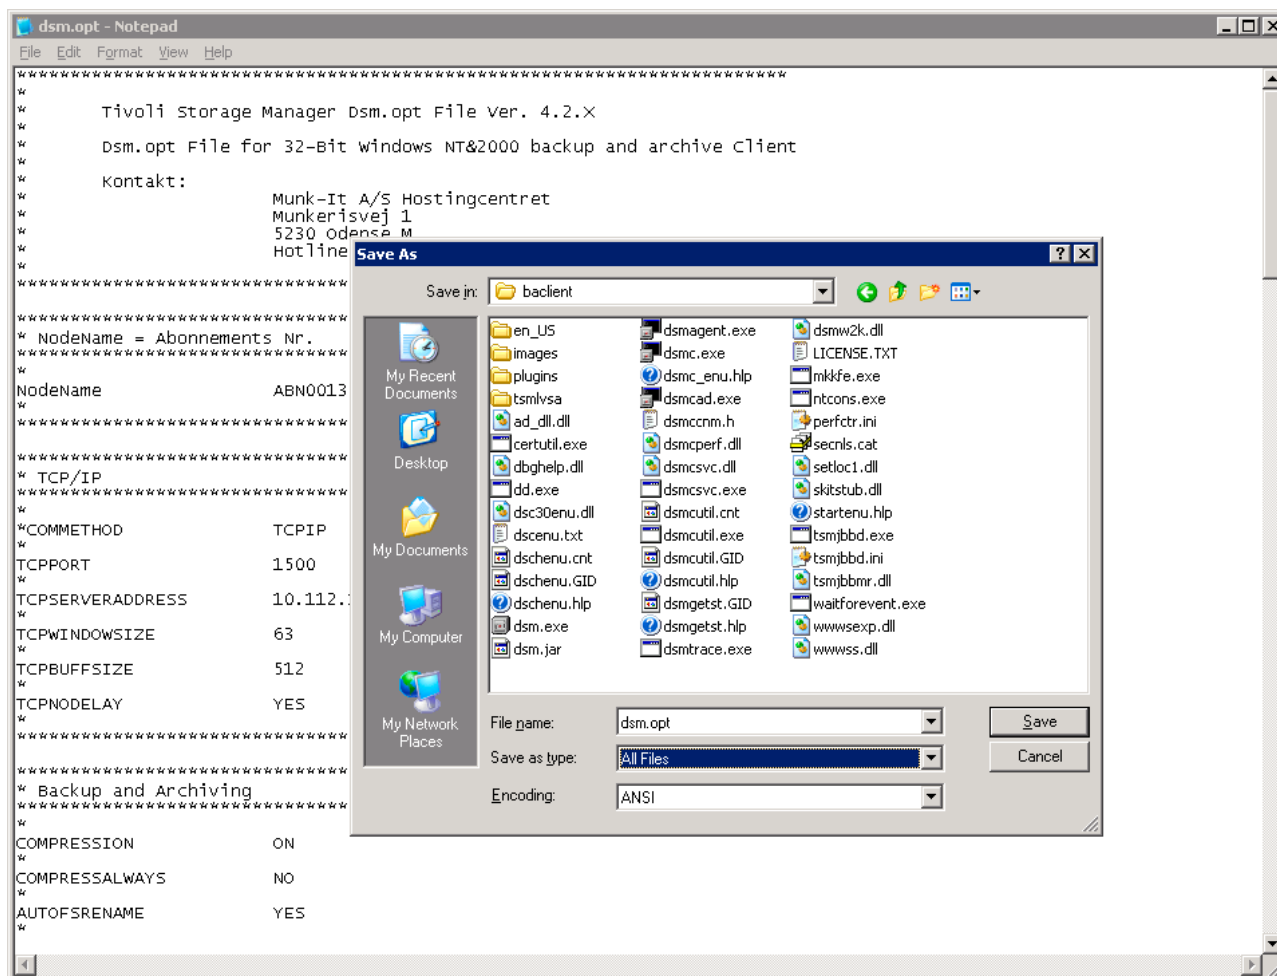 dsm.opt - Notepad
File Edit Format View Help
******************************************************************************
*
* Tivoli Storage Manager Dsm.opt File Ver. 4.2.X
*
* Dsm.opt File for 32-Bit Windows NT&2000 backup and archive Client
*
* Kontakt:
* Munk-It A/S Hostingcentret
* Munkerisvej 1
* 5230 Odense M
* Hotline
*
*******************************
*******************************
* NodeName = Abonnements Nr.
*******************************
*
NodeName ABN0013
*
*******************************
*******************************
* TCP/IP
*******************************
*
*COMMETHOD TCPIP
*
TCPPORT 1500
*
TCPSERVERADDRESS 10.112.
*
TCPWINDOWSIZE 63
*
TCPBUFFSIZE 512
*
TCPNODELAY YES
*
*******************************
*******************************
* Backup and Archiving
*******************************
*
COMPRESSION ON
*
COMPRESSALWAYS NO
*
AUTOFSRENAME YES
*
Save As
Save in: baclient
My Recent Documents
Desktop
My Documents
My Computer
My Network Places
en_US
images
plugins
tsmlvsa
ad_dll.dll
certutil.exe
dbghelp.dll
dd.exe
dsc30enu.dll
dscenu.txt
dschenu.cnt
dschenu.GID
dschenu.hlp
dsm.exe
dsm.jar
dsmagent.exe
dsmc.exe
dsmc_enu.hlp
dsmcad.exe
dsmccnm.h
dsmcperf.dll
dsmcsvc.dll
dsmcsvc.exe
dsmcutil.cnt
dsmcutil.exe
dsmcutil.GID
dsmcutil.hlp
dsmgetst.GID
dsmgetst.hlp
dsmtrace.exe
dsmw2k.dll
LICENSE.TXT
mkkfe.exe
ntcons.exe
perfctr.ini
secnls.cat
setloc1.dll
skitstub.dll
startenu.hlp
tsmjbbd.exe
tsmjbbd.ini
tsmjbbmr.dll
waitforevent.exe
wwwsexp.dll
wwwss.dll
File name: dsm.opt Save
Save as type: All Files Cancel
Encoding: ANSI